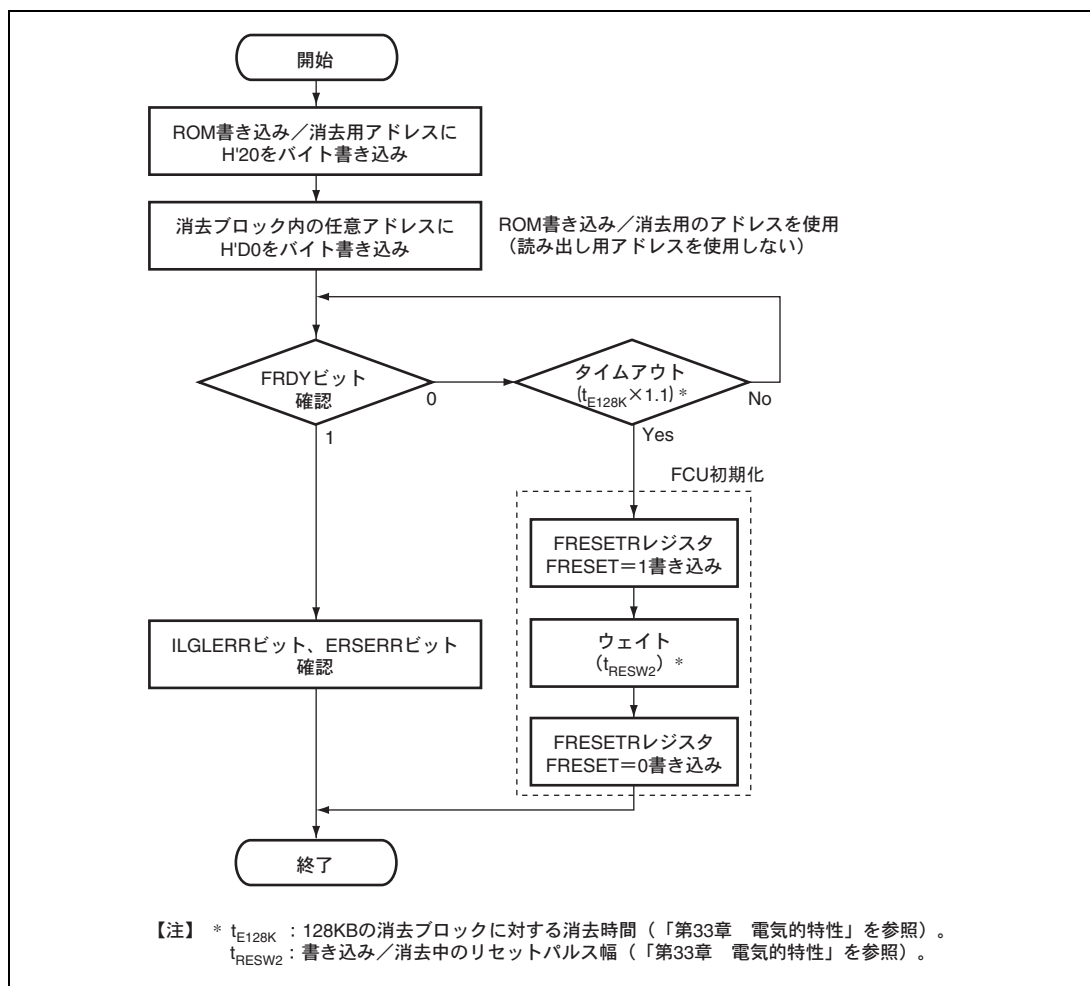 開始
ROM書き込み／消去用アドレスに
H'20をバイト書き込み
消去ブロック内の任意アドレスに
H'D0をバイト書き込み
ROM書き込み／消去用のアドレスを使用
（読み出し用アドレスを使用しない）
FRDYビット
確認
0
1
タイムアウト
(tE128K×1.1) *
No
Yes
FCU初期化
FRESETRレジスタ
FRESET＝1書き込み
ウェイト
（tRESW2）*
FRESETRレジスタ
FRESET＝0書き込み
ILGLERRビット、ERSERRビット
確認
終了
【注】 * tE128K ：128KBの消去ブロックに対する消去時間（「第33章　電気的特性」を参照）。
tRESW2：書き込み／消去中のリセットパルス幅（「第33章　電気的特性」を参照）。